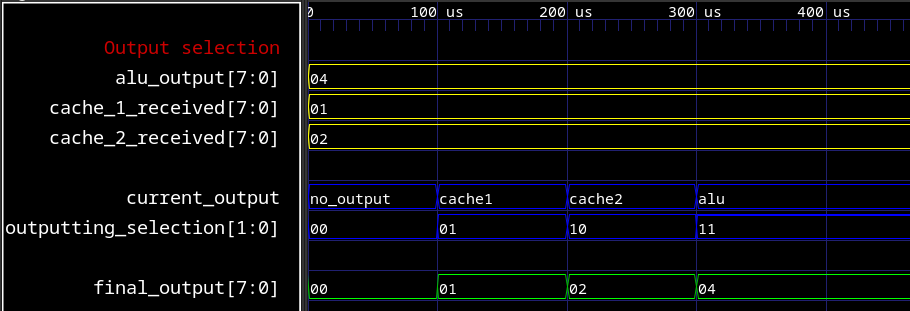 0 100 us 200 us 300 us 400 us
Output selection
alu_output[7:0] 04
cache_1_received[7:0] 01
cache_2_received[7:0] 02
current_output no_output cache1 cache2 alu
outputting_selection[1:0] 00 01 10 11
final_output[7:0] 00 01 02 04